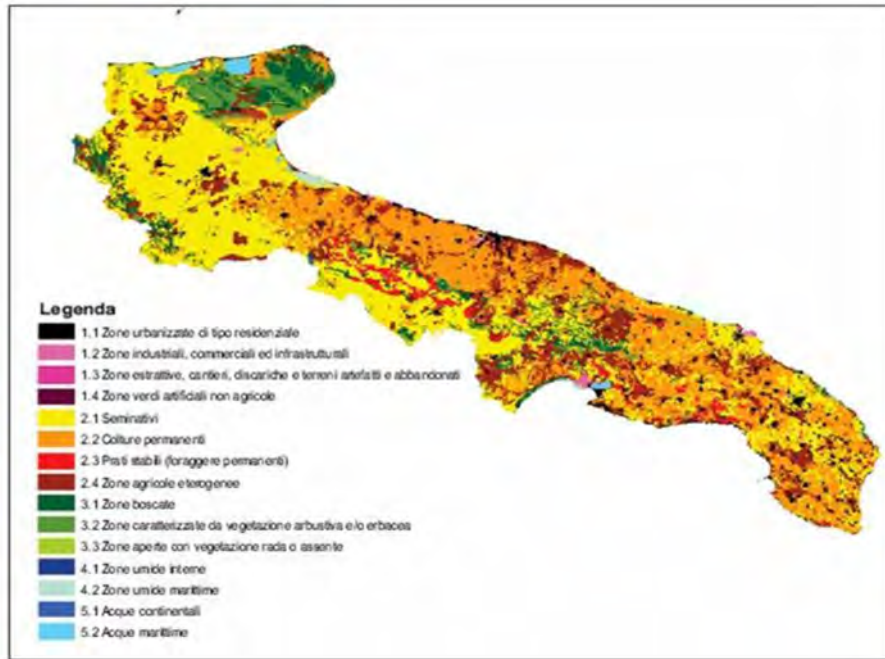 Legenda
1.1 Zone urbanizzate di tipo residenziale
1.2 Zone industriali, commerciali ed infrastrutturali
1.3 Zone estrattive, cantieri, discariche e terreni artefatti e abbandonati
1.4 Zone verdi artificiali non agricole
2.1 Seminativi
2.2 Colture permanenti
2.3 Prati stabili (foraggere permanenti)
2.4 Zone agricole eterogenee
3.1 Zone boscate
3.2 Zone caratterizzate da vegetazione arbustiva e/o erbacea
3.3 Zone aperte con vegetazione rada o assente
4.1 Zone umide interne
4.2 Zone umide marittime
5.1 Acque continentali
5.2 Acque marittime